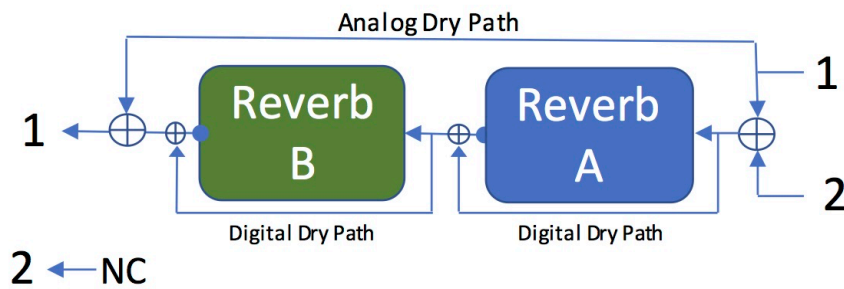 Analog Dry Path
1
Reverb
B
Reverb
A
1
2
Digital Dry Path
Digital Dry Path
2
NC